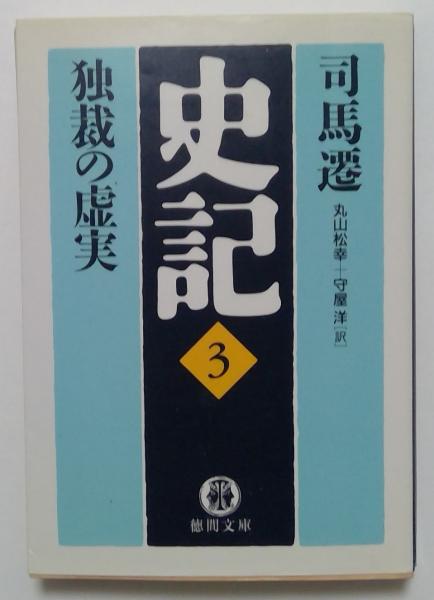 司馬遷
丸山松幸+守屋洋[訳]
史記
3
独裁の虚実
徳間文庫